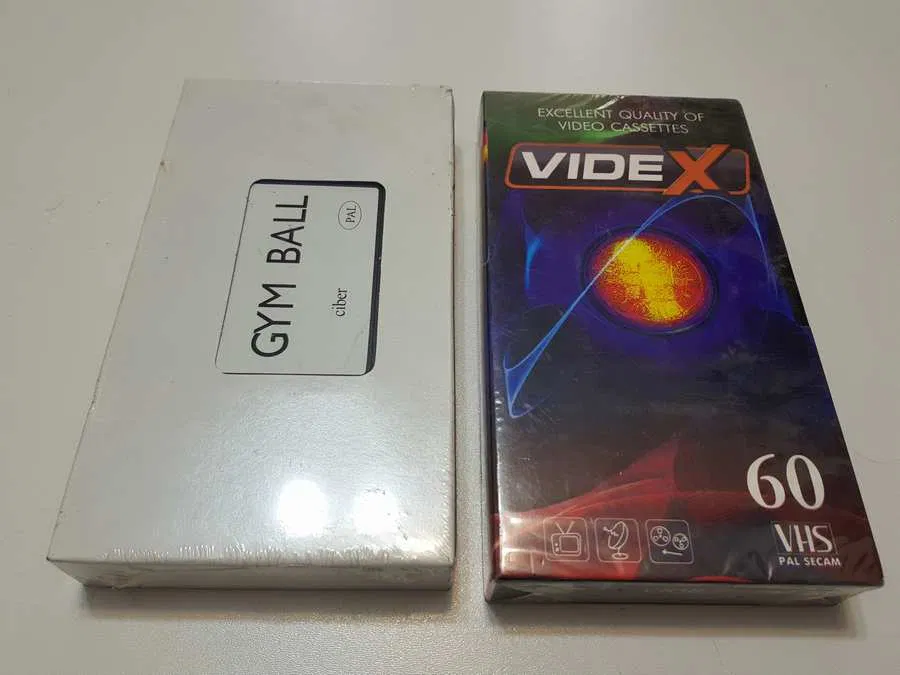 GYM BALL
ciber
PAL
EXCELLENT QUALITY OF
VIDEO CASSETTES
VIDEX
60
VHS
PAL SECAM